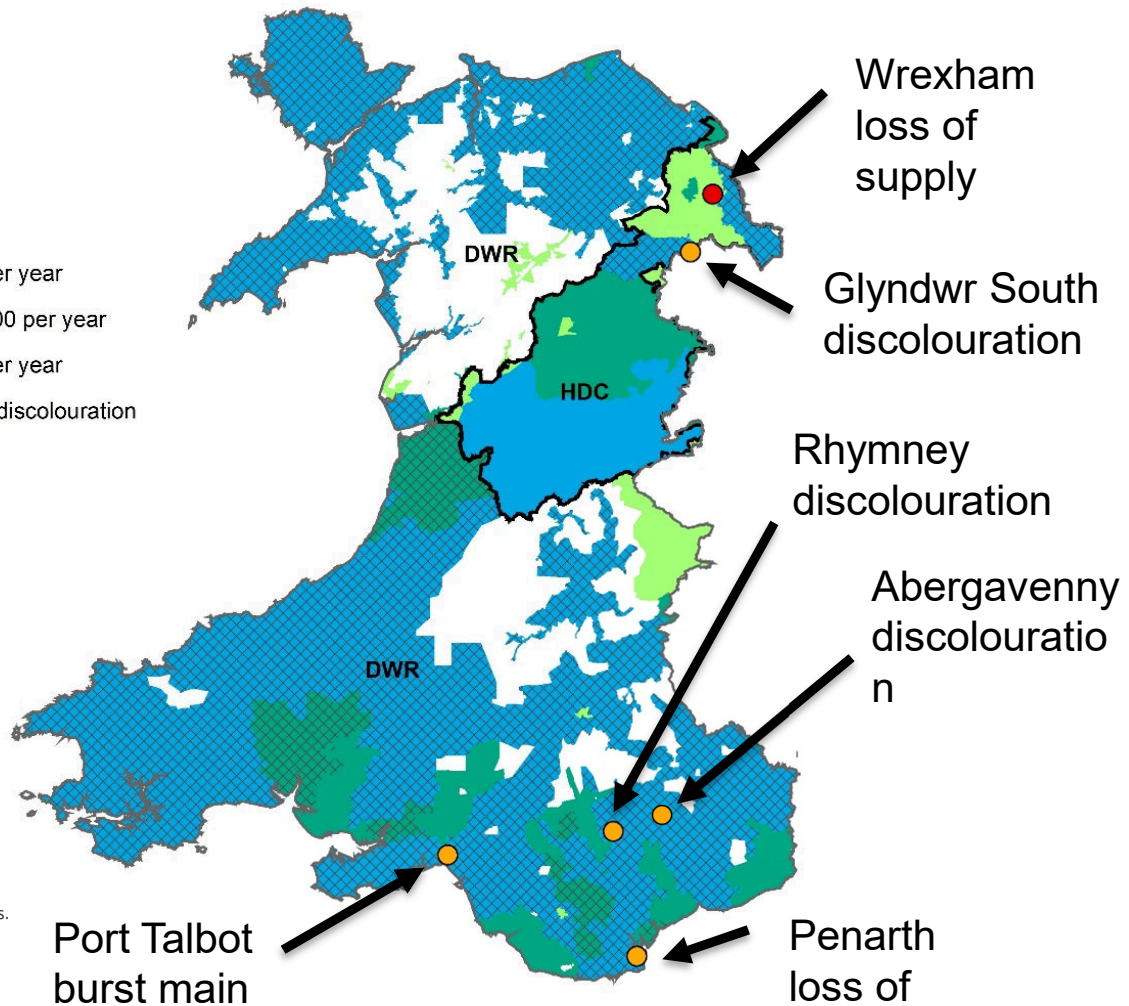 Wrexham
loss of
supply
DWR
er year
Glyndwr South
discolouration
00 per year
er year
HDC
discolouration
Rhymney
discolouration
Abergavenny
discolouratio
n
DWR
s.
Port Talbot
burst main
Penarth
loss of